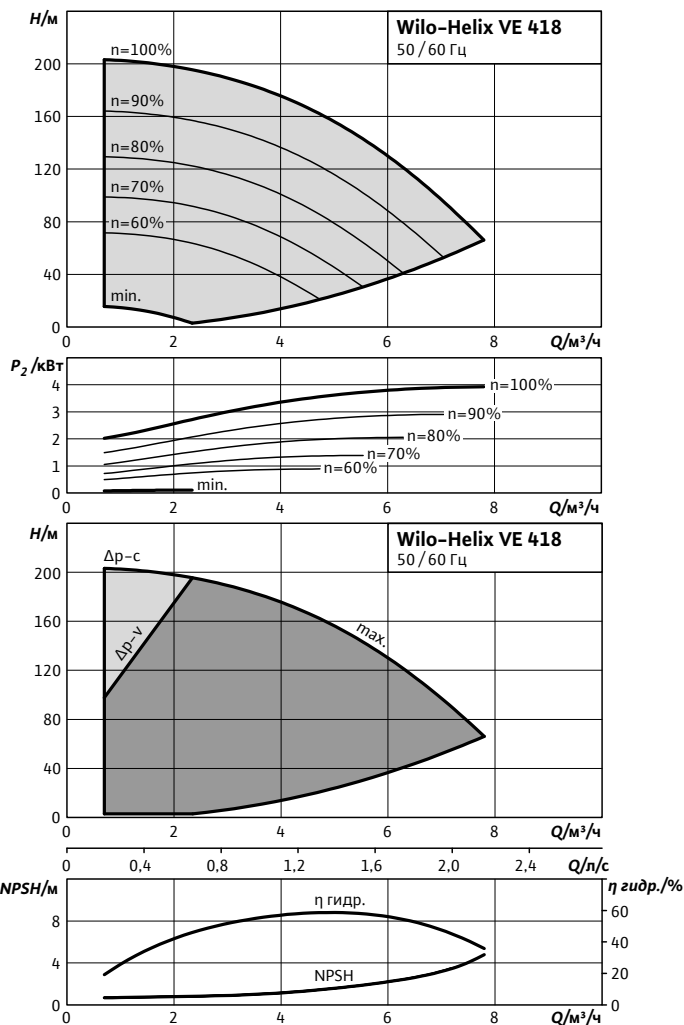 H/м
Wilo-Helix VE 418
50/60 Гц
n=100%
200
n=90%
160
n=80%
120
n=70%
80
n=60%
40
min.
0
0 2 4 6 8 Q/м³/ч
P2/кВт
4
n=100%
3
n=90%
2
n=80%
n=70%
1
n=60%
min.
0
0 2 4 6 8 Q/м³/ч
H/м
Wilo-Helix VE 418
50/60 Гц
Δp-c
200
160
max.
Δp-v
120
80
40
0
0 2 4 6 8 Q/м³/ч
0 0,4 0,8 1,2 1,6 2,0 2,4 Q/л/с
NPSH/м η гидр./%
η гидр.
8 60
40
4 20
NPSH
0 0
0 2 4 6 8 Q/м³/ч